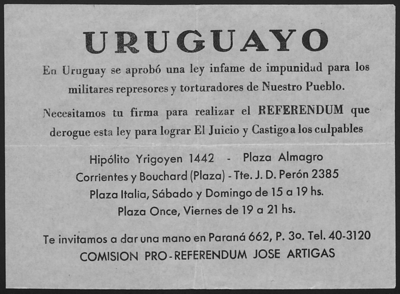 URUGUAYO
En Uruguay se aprobó una ley infame de impunidad para los
militares represores y torturadores de Nuestro Pueblo.
Necesitamos tu firma para realizar el REFERENDUM que
derogue esta ley para lograr El Juicio y Castigo a los culpables
Hipólito Yrigoyen 1442 - Plaza Almagro
Corrientes y Bouchard (Plaza) - Tte. J. D. Perón 2385
Plaza Italia, Sábado y Domingo de 15 a 19 hs.
Plaza Once, Viernes de 19 a 21 hs.
Te invitamos a dar una mano en Paraná 662, P. 3o. Tel. 40-3120
COMISION PRO-REFERENDUM JOSE ARTIGAS